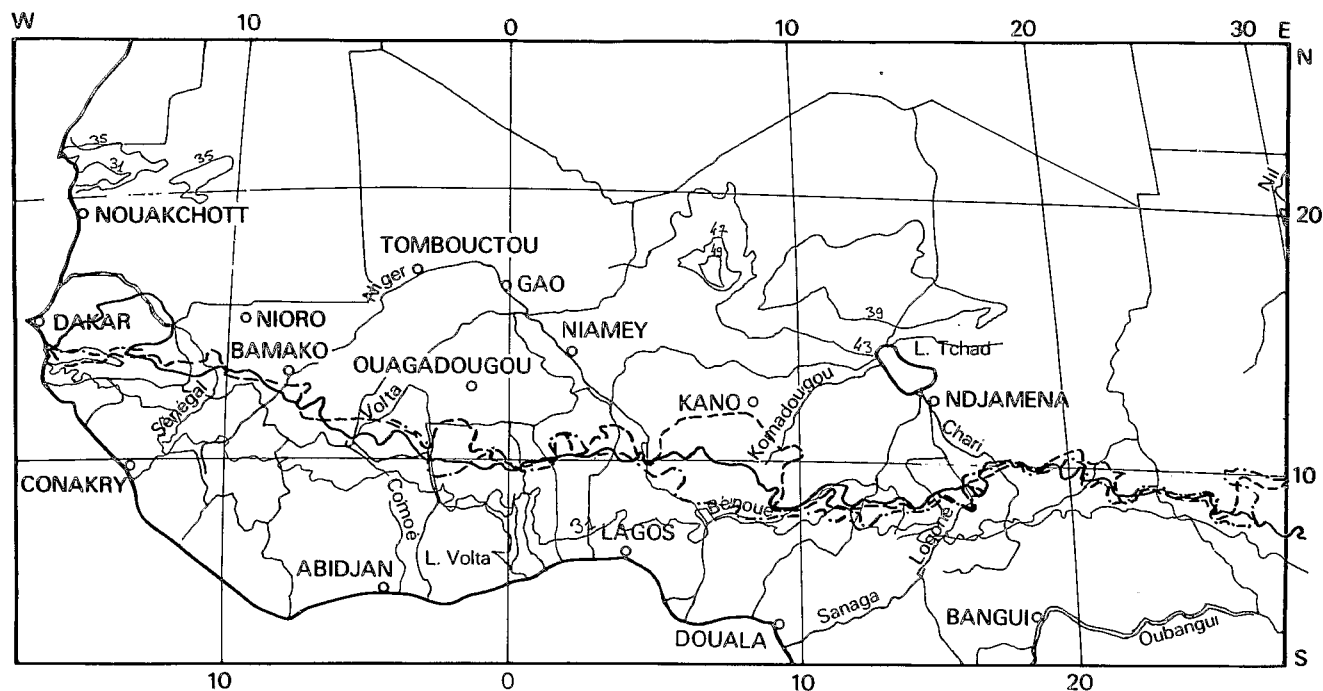 W 10 0 10 20 30 E
N
35
31
35
NOUAKCHOTT
20
Nil
47
49
TOMBOUCTOU
Niger
GAO
DAKAR
NIORO
39
NIAMEY
BAMAKO
43
L. Tchad
OUAGADOUGOU
Volta
Sénégal
KANO
Komadougou
NDJAMENA
Chari
10
CONAKRY
Comoé
Bénoué
31
LAGOS
Logone
L. Volta
ABIDJAN
Sanaga
BANGUI
DOUALA
Oubangui
S
10 0 10 20